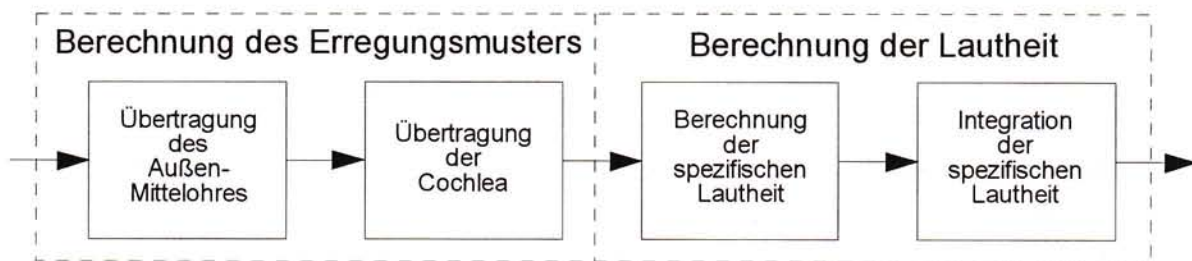 Berechnung des Erregungsmusters
Übertragung
des
Außen-
Mittelohres
Übertragung
der
Cochlea
Berechnung der Lautheit
Berechnung
der
spezifischen
Lautheit
Integration
der
spezifischen
Lautheit